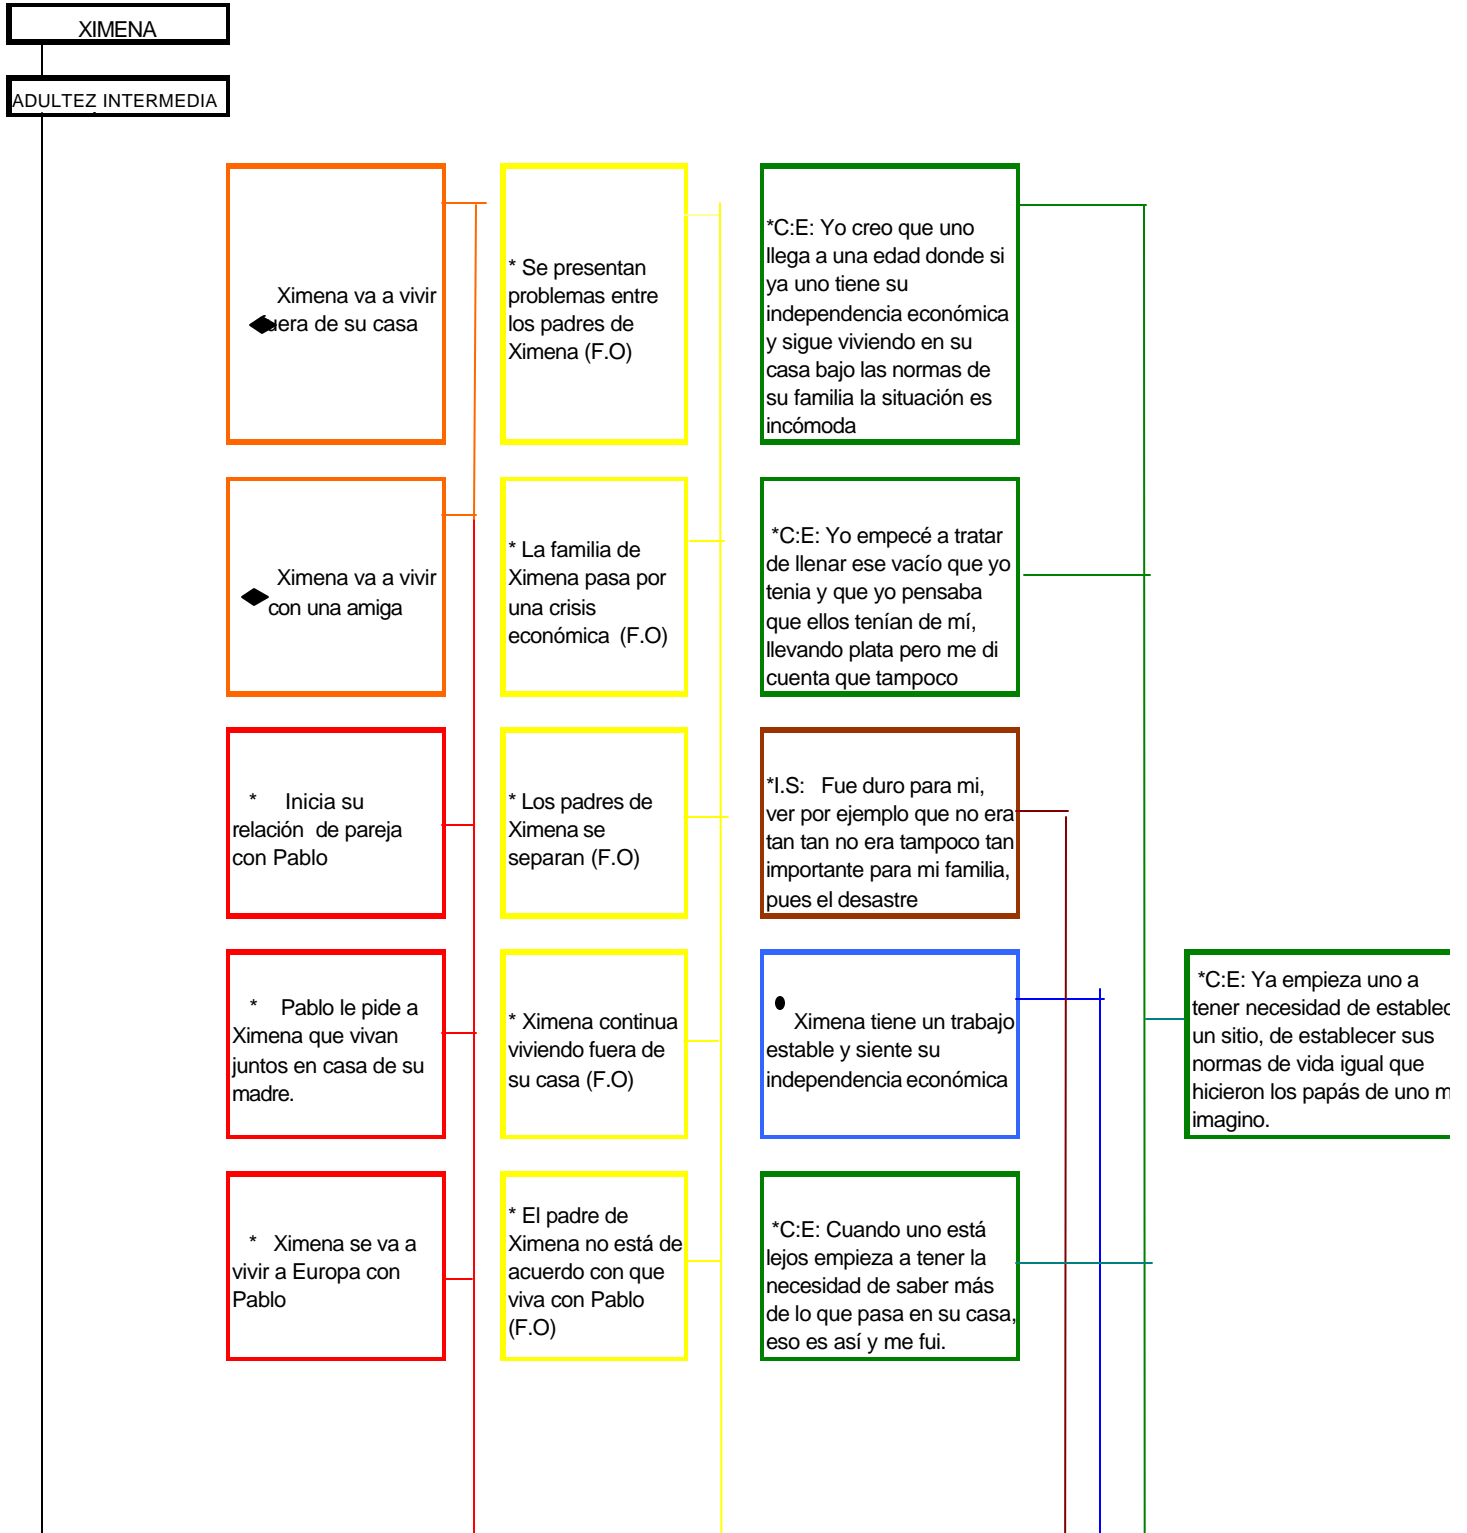 XIMENA
ADULTEZ INTERMEDIA
Ximena va a vivir
fuera de su casa
* Se presentan
problemas entre
los padres de
Ximena (F.O)
*C:E: Yo creo que uno
llega a una edad donde si
ya uno tiene su
independencia económica
y sigue viviendo en su
casa bajo las normas de
su familia la situación es
incómoda
Ximena va a vivir
con una amiga
* La familia de
Ximena pasa por
una crisis
económica (F.O)
*C:E: Yo empecé a tratar
de llenar ese vacío que yo
tenia y que yo pensaba
que ellos tenían de mí,
llevando plata pero me di
cuenta que tampoco
* Inicia su
relación de pareja
con Pablo
* Los padres de
Ximena se
separan (F.O)
*I.S: Fue duro para mi,
ver por ejemplo que no era
tan tan no era tampoco tan
importante para mi familia,
pues el desastre
* Pablo le pide a
Ximena que vivan
juntos en casa de su
madre.
* Ximena continua
viviendo fuera de
su casa (F.O)
Ximena tiene un trabajo
estable y siente su
independencia económica
*C:E: Ya empieza uno a
tener necesidad de establec
un sitio, de establecer sus
normas de vida igual que
hicieron los papás de uno m
imagino.
* Ximena se va a
vivir a Europa con
Pablo
* El padre de
Ximena no está de
acuerdo con que
viva con Pablo
(F.O)
*C:E: Cuando uno está
lejos empieza a tener la
necesidad de saber más
de lo que pasa en su casa,
eso es así y me fui.